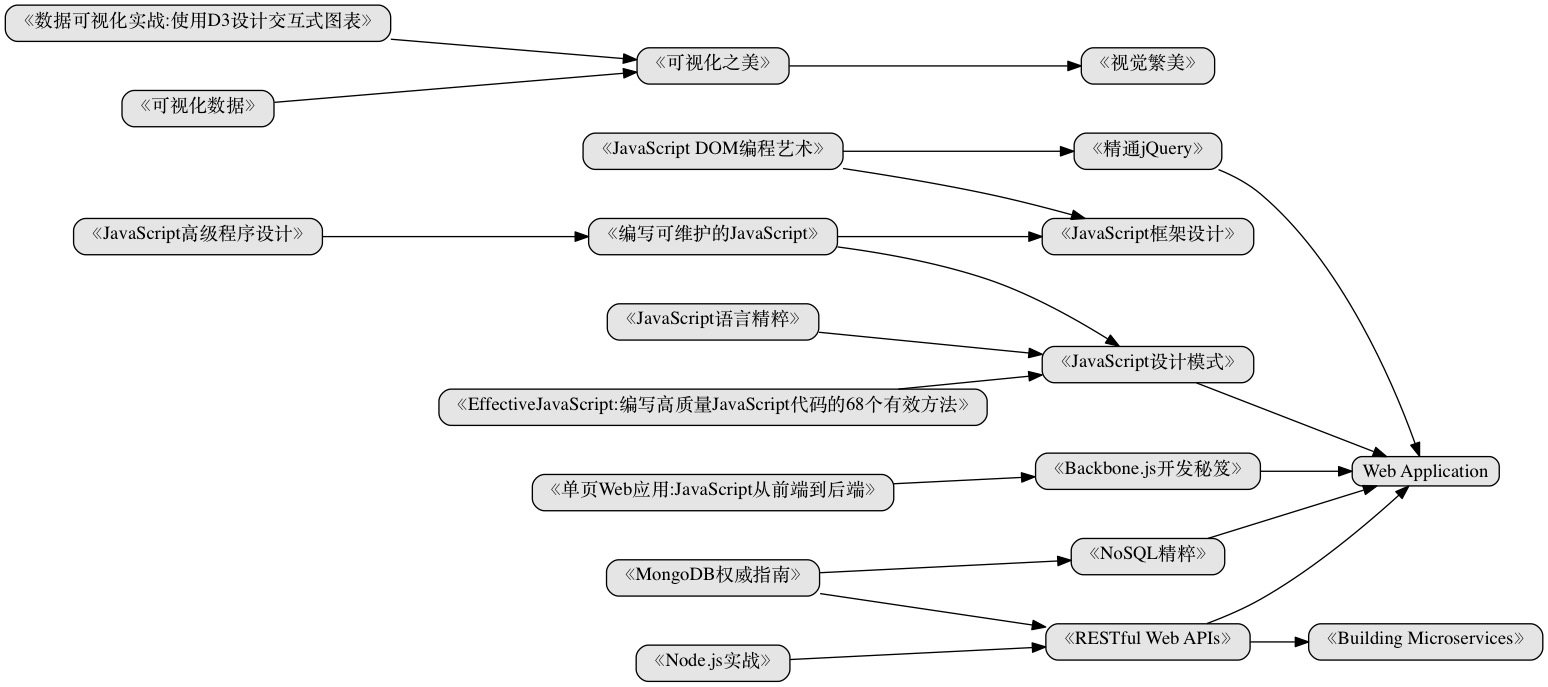 《数据可视化实战:使用D3设计交互式图表》
《可视化之美》
《视觉繁美》
《可视化数据》
《JavaScript DOM编程艺术》
《精通jQuery》
《JavaScript高级程序设计》
《编写可维护的JavaScript》
《JavaScript框架设计》
《JavaScript语言精粹》
《JavaScript设计模式》
《EffectiveJavaScript:编写高质量JavaScript代码的68个有效方法》
《Backbone.js开发秘笈》
Web Application
《单页Web应用:JavaScript从前端到后端》
《NoSQL精粹》
《MongoDB权威指南》
《RESTful Web APIs》
《Building Microservices》
《Node.js实战》